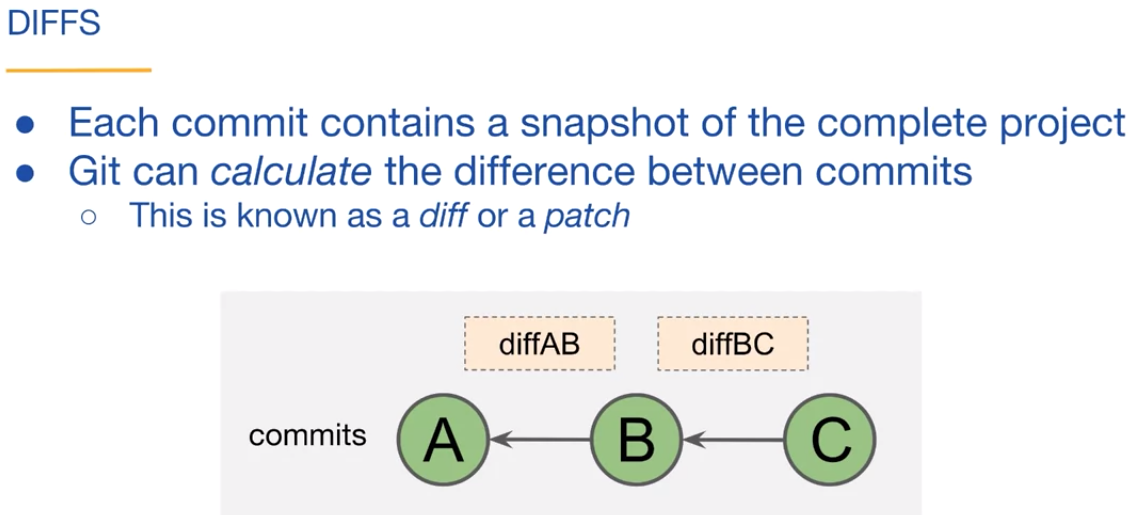 DIFFS
● Each commit contains a snapshot of the complete project
● Git can calculate the difference between commits
○ This is known as a diff or a patch
diffAB diffBC
commits A B C